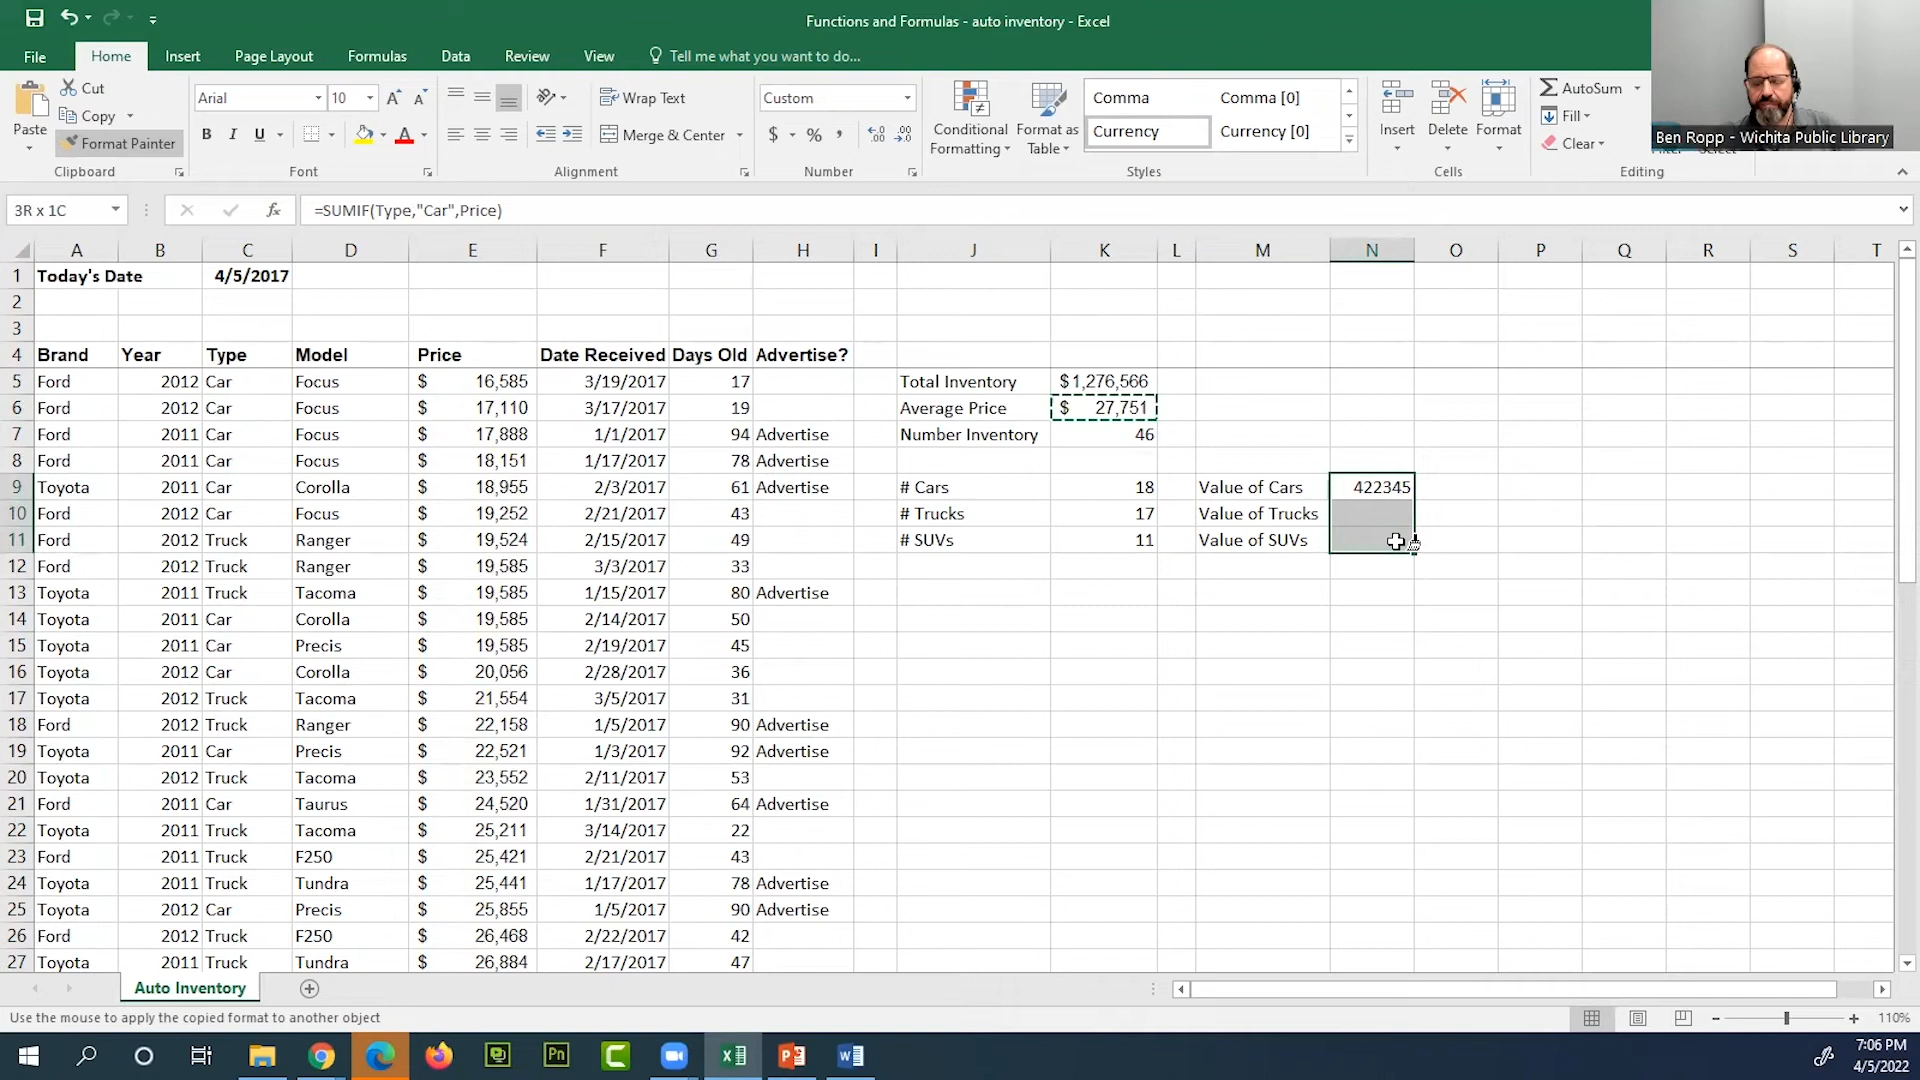 Functions and Formulas - auto inventory - Excel
File Home Insert Page Layout Formulas Data Review View Tell me what you want to do...
Paste Cut Copy Format Painter
Arial 10 B I U
Wrap Text Merge & Center
Custom $ %
Conditional Formatting Format as Table
Comma Comma [0]
Currency Currency [0]
Insert Delete Format
AutoSum Fill Clear
Ben Ropp - Wichita Public Library
Clipboard Font Alignment Number Styles Cells Editing
3R x 1C fx =SUMIF(Type,"Car",Price)
A B C D E F G H I J K L M N O P Q R S T
1 Today's Date 4/5/2017
2
3
4 Brand Year Type Model Price Date Received Days Old Advertise?
5 Ford 2012 Car Focus $ 16,585 3/19/2017 17 Total Inventory $1,276,566
6 Ford 2012 Car Focus $ 17,110 3/17/2017 19 Average Price $ 27,751
7 Ford 2011 Car Focus $ 17,888 1/1/2017 94 Advertise Number Inventory 46
8 Ford 2011 Car Focus $ 18,151 1/17/2017 78 Advertise
9 Toyota 2011 Car Corolla $ 18,955 2/3/2017 61 Advertise # Cars 18 Value of Cars 422345
10 Ford 2012 Car Focus $ 19,252 2/21/2017 43 # Trucks 17 Value of Trucks
11 Ford 2012 Truck Ranger $ 19,524 2/15/2017 49 # SUVs 11 Value of SUVs
12 Ford 2012 Truck Ranger $ 19,585 3/3/2017 33
13 Toyota 2011 Truck Tacoma $ 19,585 1/15/2017 80 Advertise
14 Toyota 2011 Car Corolla $ 19,585 2/14/2017 50
15 Toyota 2011 Car Precis $ 19,585 2/19/2017 45
16 Toyota 2012 Car Corolla $ 20,056 2/28/2017 36
17 Toyota 2012 Truck Tacoma $ 21,554 3/5/2017 31
18 Ford 2012 Truck Ranger $ 22,158 1/5/2017 90 Advertise
19 Toyota 2011 Car Precis $ 22,521 1/3/2017 92 Advertise
20 Toyota 2012 Truck Tacoma $ 23,552 2/11/2017 53
21 Ford 2011 Car Taurus $ 24,520 1/31/2017 64 Advertise
22 Toyota 2011 Truck Tacoma $ 25,211 3/14/2017 22
23 Ford 2011 Truck F250 $ 25,421 2/21/2017 43
24 Toyota 2011 Truck Tundra $ 25,441 1/17/2017 78 Advertise
25 Toyota 2012 Car Precis $ 25,855 1/5/2017 90 Advertise
26 Ford 2012 Truck F250 $ 26,468 2/22/2017 42
27 Toyota 2011 Truck Tundra $ 26,884 2/17/2017 47
Auto Inventory
Use the mouse to apply the copied format to another object
110%
Pn
7:06 PM
4/5/2022